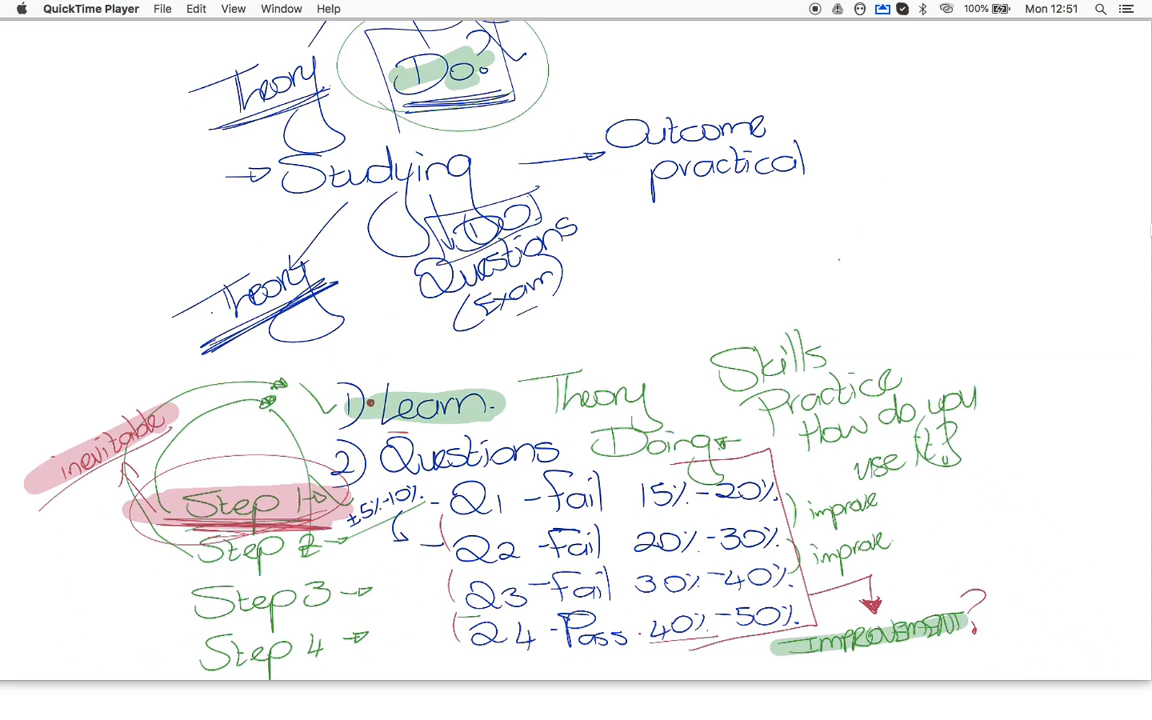 QuickTime Player File Edit View Window Help 100% Mon 12:51
Theory
Do?
Outcome
practical
Studying
Do
Questions
(Exam)
Theory
Skills
Practice
How do you
use it?
1) Learn. Theory
Doing
inevitable
2) Questions
Step 1 ±5%-10% - Q1 - Fail 15% - 20%
improve
Step 2 - Q2 - Fail 20% - 30%
improve
Step 3 Q3 - Fail 30% - 40%
Step 4 Q4 - Pass. 40% - 50%
IMPROVEMENT?